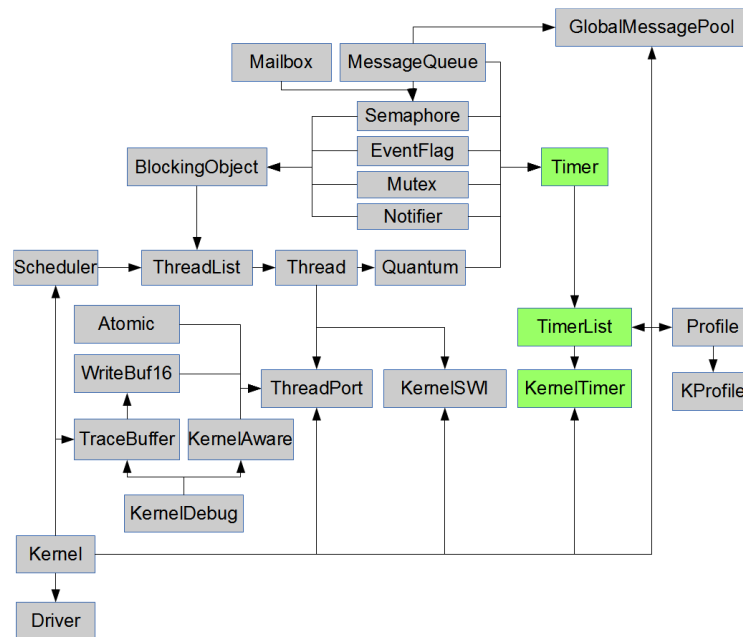 GlobalMessagePool
Mailbox
MessageQueue
Semaphore
EventFlag
BlockingObject
Timer
Mutex
Notifier
Scheduler
ThreadList
Thread
Quantum
Atomic
TimerList
Profile
WriteBuf16
ThreadPort
KernelSWI
KernelTimer
KProfile
TraceBuffer
KernelAware
KernelDebug
Kernel
Driver